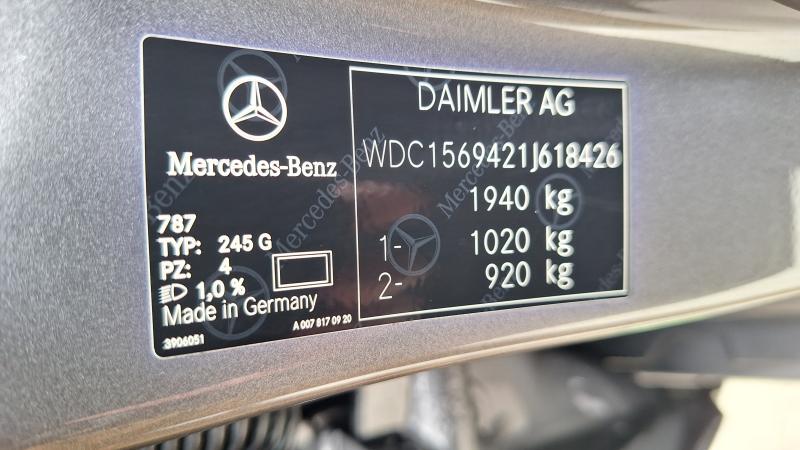 Mercedes-Benz
787
TYP: 245 G
PZ: 4
1,0 %
Made in Germany
A 007 817 09 20
3906051
DAIMLER AG
WDC1569421J618426
1940 kg
1- 1020 kg
2- 920 kg